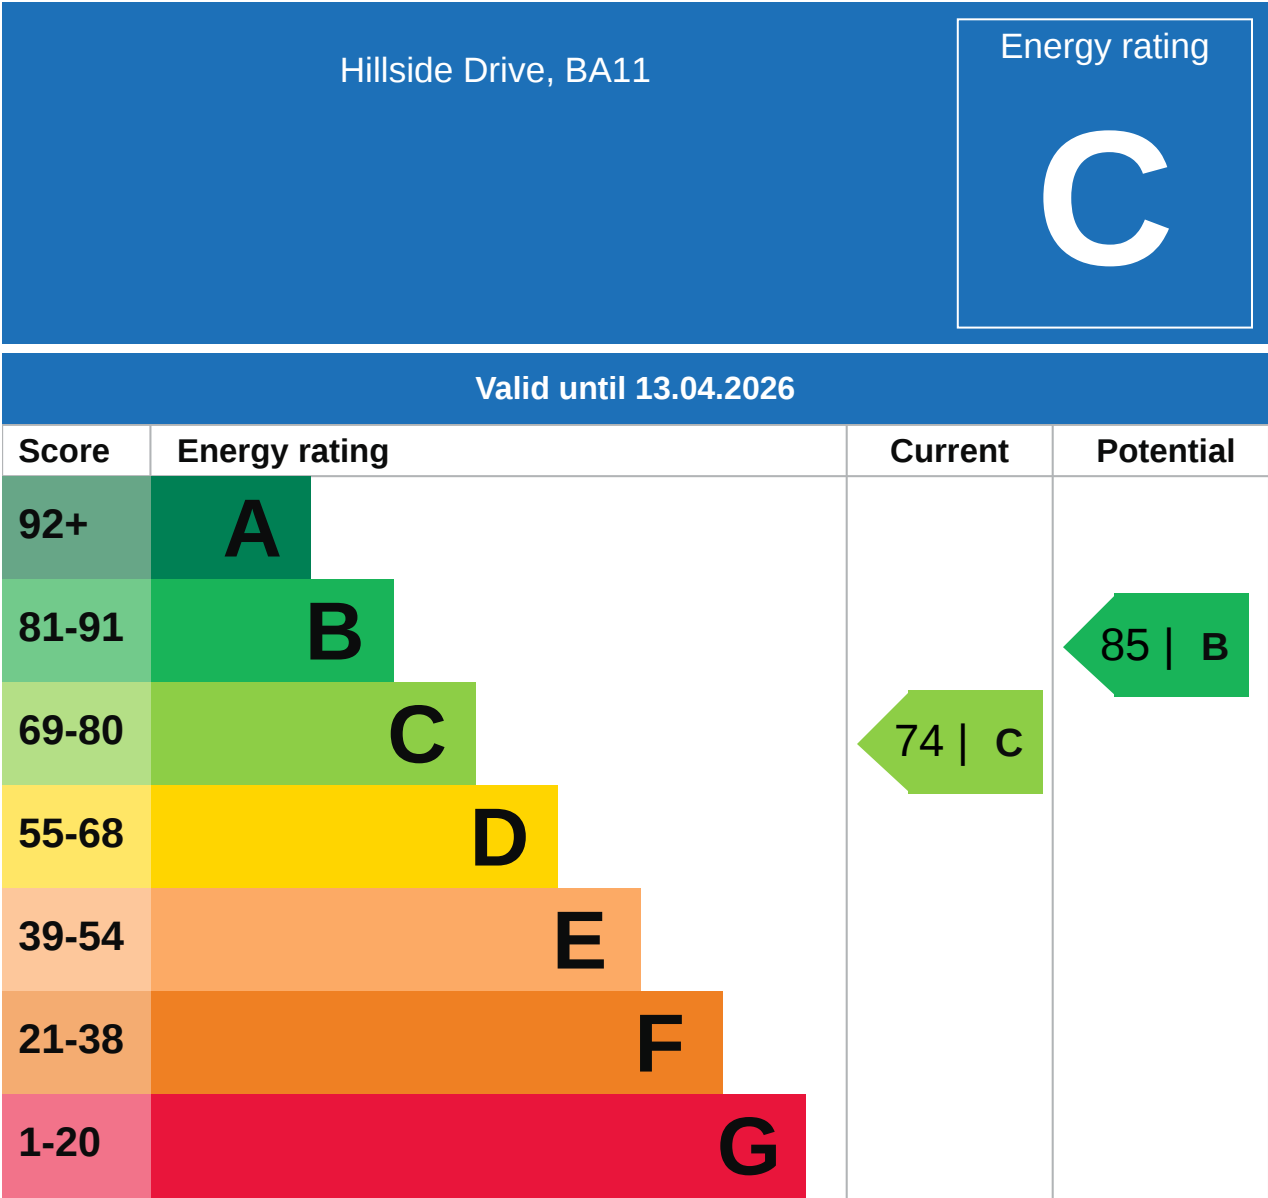 Hillside Drive, BA11
Energy rating
C
Valid until 13.04.2026
Score Energy rating Current Potential
92+ A
81-91 B 85 | B
69-80 C 74 | C
55-68 D
39-54 E
21-38 F
1-20 G